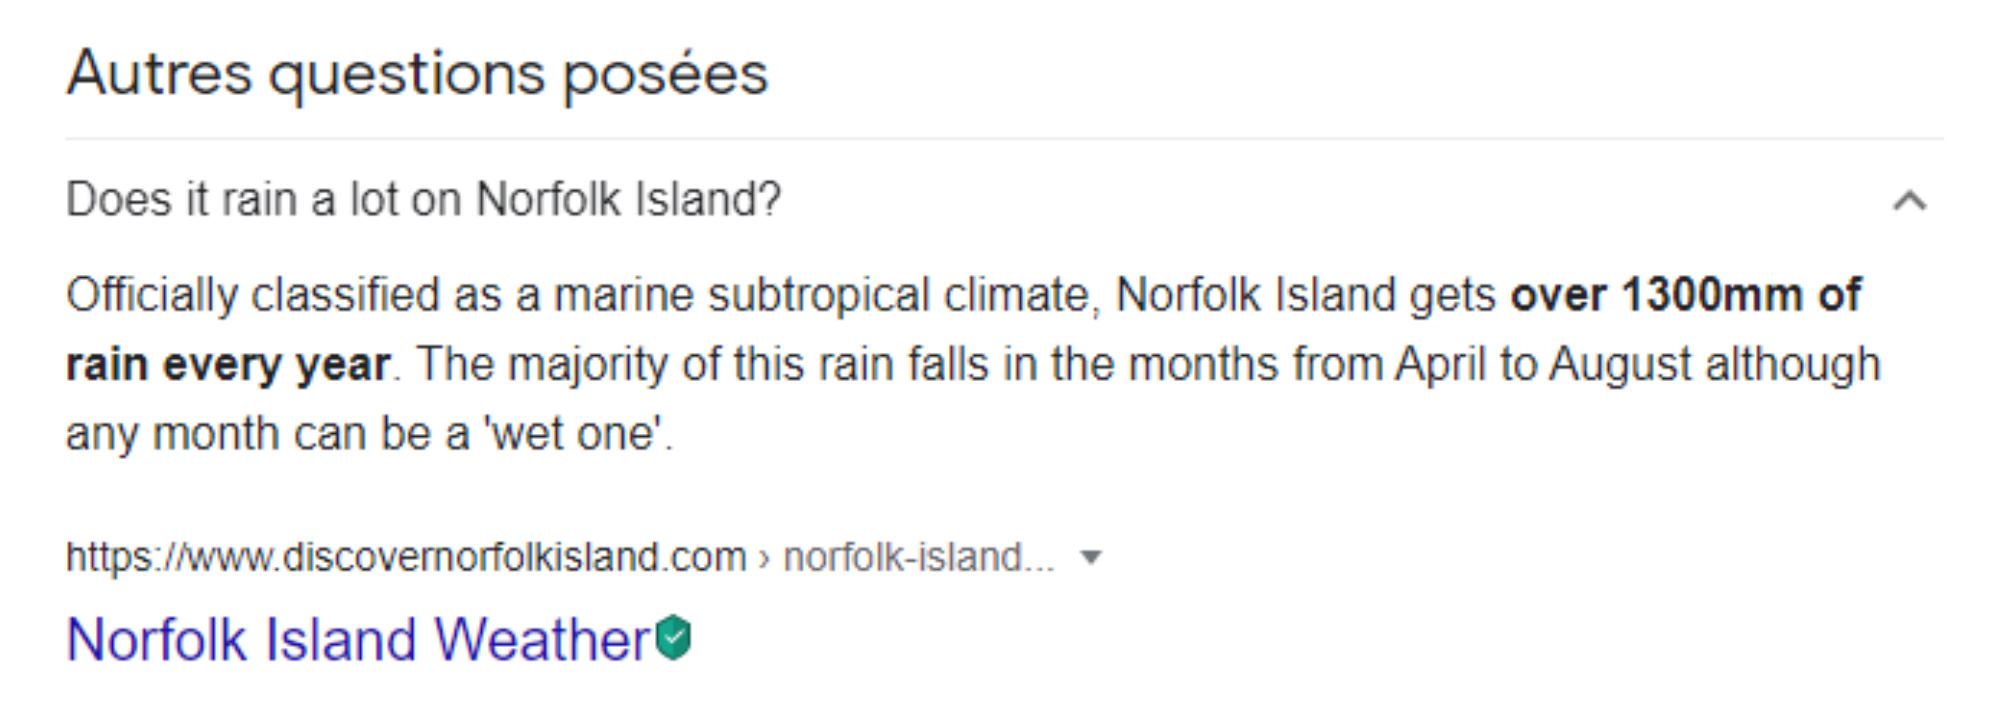 Autres questions posées
Does it rain a lot on Norfolk Island?
Officially classified as a marine subtropical climate, Norfolk Island gets over 1300mm of
rain every year. The majority of this rain falls in the months from April to August although
any month can be a 'wet one'.
https://www.discovernorfolkisland.com › norfolk-island...
Norfolk Island Weather